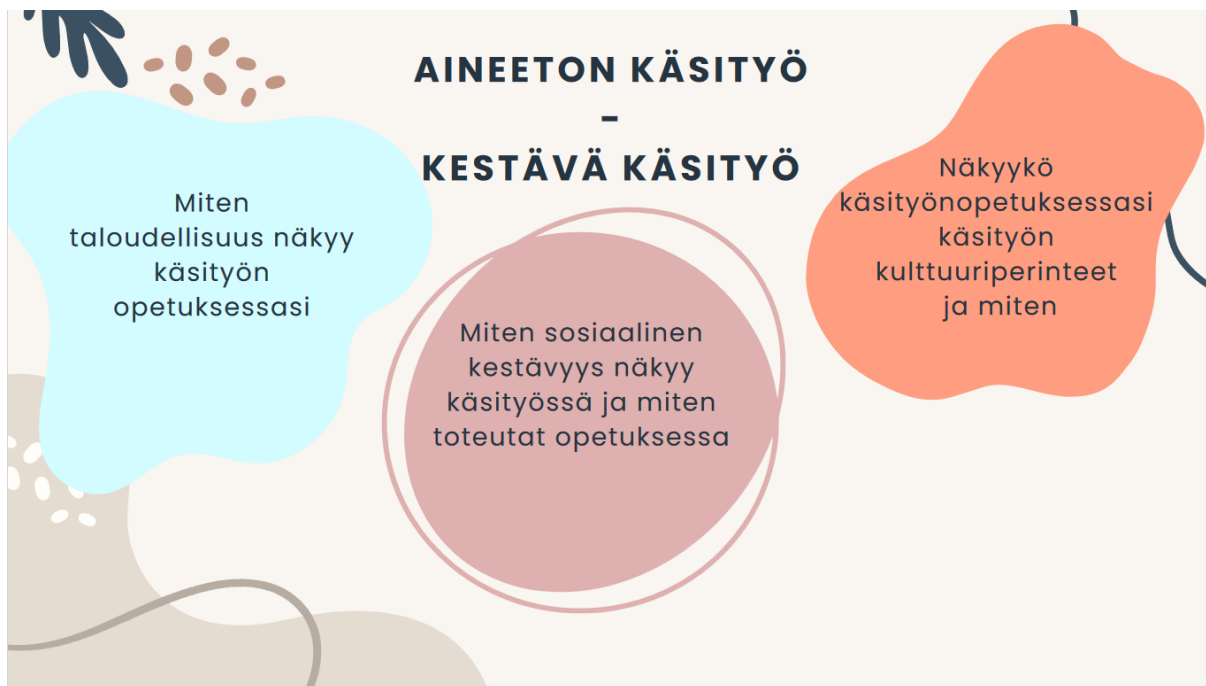 AINEETON KÄSITYÖ
-
KESTÄVÄ KÄSITYÖ
Miten
taloudellisuus näkyy
käsityön
opetuksessasi
Miten sosiaalinen
kestävyys näkyy
käsityössä ja miten
toteutat opetuksessa
Näkyykö
käsityönopetuksessasi
käsityön
kulttuuriperinteet
ja miten